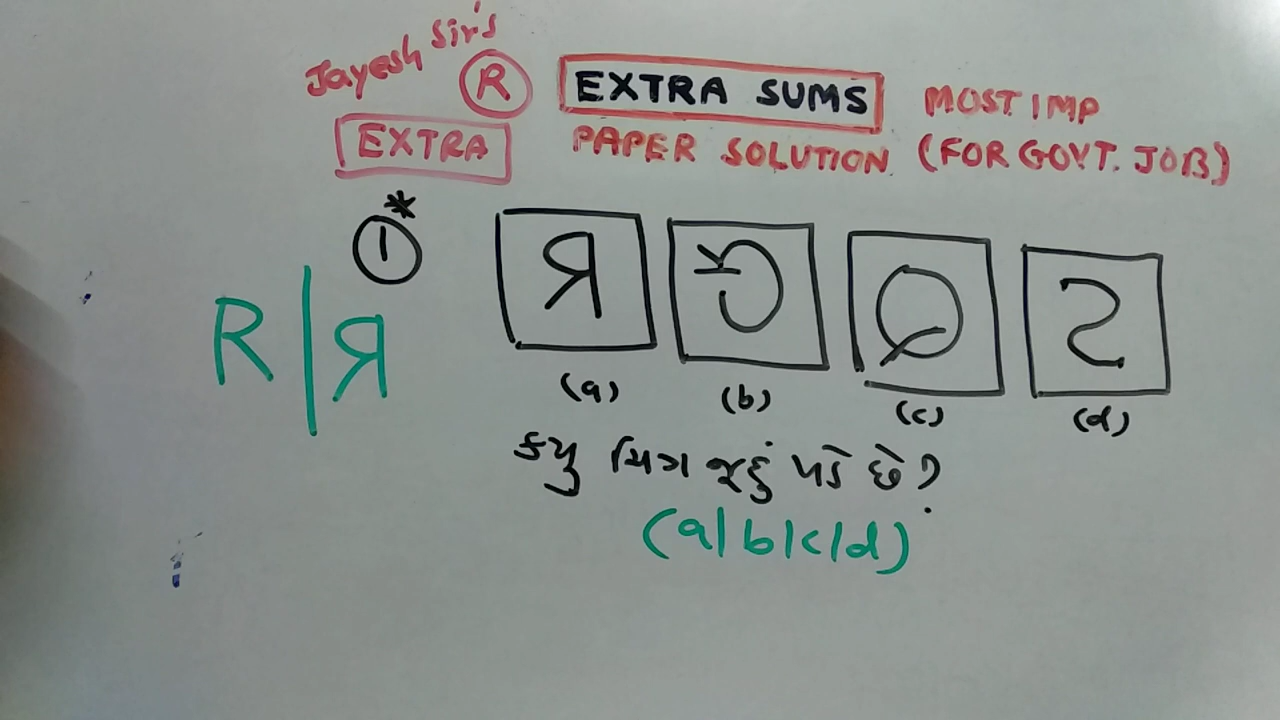 Jayesh Sir's
R EXTRA SUMS MOST IMP
EXTRA PAPER SOLUTION (FOR GOVT. JOB)
1*
R | Я
(a) (b) (c) (d)
કયુ ચિત્ર જૂદું પડે છે?
(a/b/c/d)